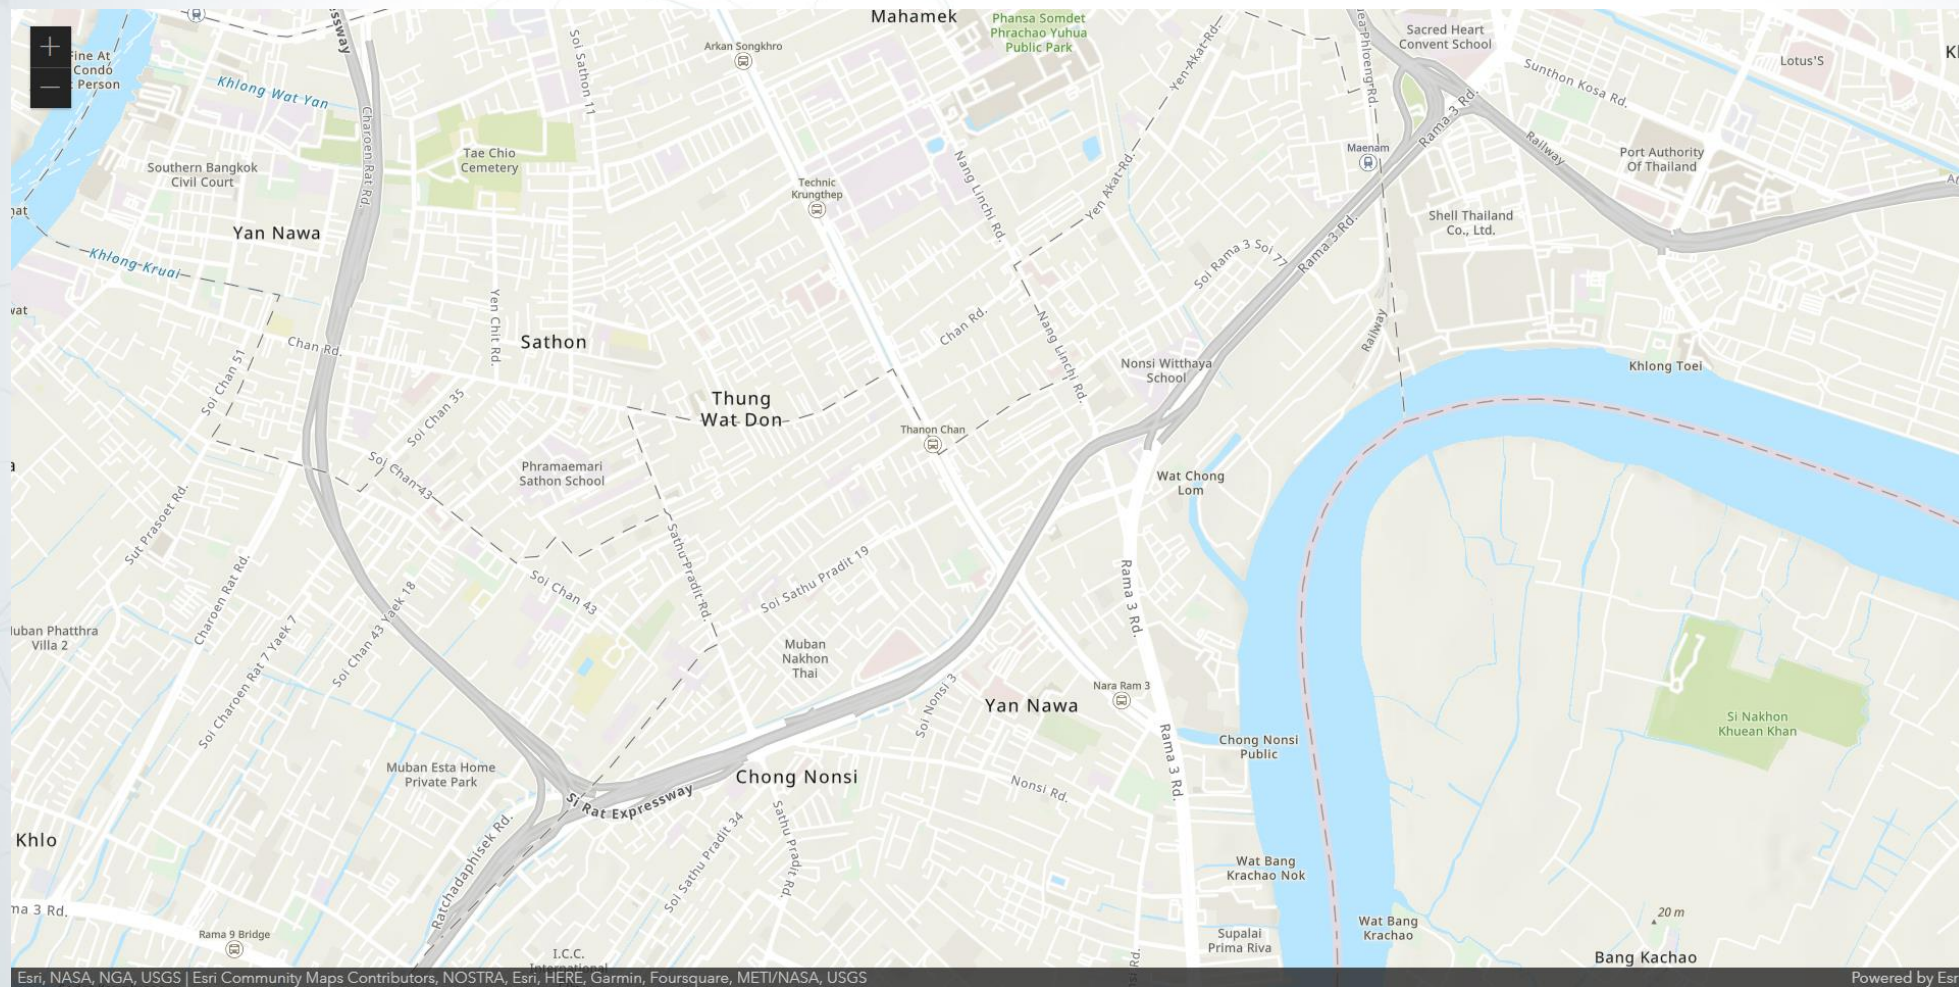 Mahamek
Phansa Somdet
Phrachao Yuhua
Public Park
Sacred Heart
Convent School
ssway
Arkan Songkhro
Soi Sathon 11
Yen Akat Rd.
Lotus'S
Fine At
Condo
Person
Khlong Wat Yan
Sunthon Kosa Rd.
Charoen Rat Rd.
Rama 3 Rd.
Southern Bangkok
Civil Court
Tae Chio
Cemetery
Maenam
Railway
Port Authority
Of Thailand
Technic
Krungthep
Nang Linchi Rd.
Yen Akat Rd.
Shell Thailand
Co., Ltd.
Yan Nawa
Rama 3 Rd.
Khlong Kruai
Soi Rama 3 Soi 77
Yen Chit Rd.
Chan Rd.
Nang Linchi Rd.
Railway
Chan Rd.
Sathon
Nonsi Witthaya
School
Khlong Toei
Soi Chan 51
Soi Chan 35
Thung
Wat Don
Thanon Chan
Soi Chan 43
Phramaemari
Sathon School
Wat Chong
Lom
Sut Prasoet Rd.
Sathu Pradit Rd.
Soi Sathu Pradit 19
Soi Chan 43
Rama 3 Rd.
Charoen Rat Rd.
Soi Chan 43 Yaek 18
Muban Phatthra
Villa 2
Soi Charoen Rat 7 Yaek 7
Muban
Nakhon
Thai
Soi Nonsi 3
Nara Ram 3
Yan Nawa
Si Nakhon
Khuean Khan
Chong Nonsi
Public
Rama 3 Rd.
Muban Esta Home
Private Park
Chong Nonsi
Nonsi Rd.
Si Rat Expressway
Khlo
Ratchadaphisek Rd.
Soi Sathu Pradit 34
Sathu Pradit Rd.
Wat Bang
Krachao Nok
ma 3 Rd.
20 m
Wat Bang
Krachao
Rama 9 Bridge
Supalai
Prima Riva
I.C.C.
International
Bang Kachao
Esri, NASA, NGA, USGS | Esri Community Maps Contributors, NOSTRA, Esri, HERE, Garmin, Foursquare, METI/NASA, USGS
Powered by Esr